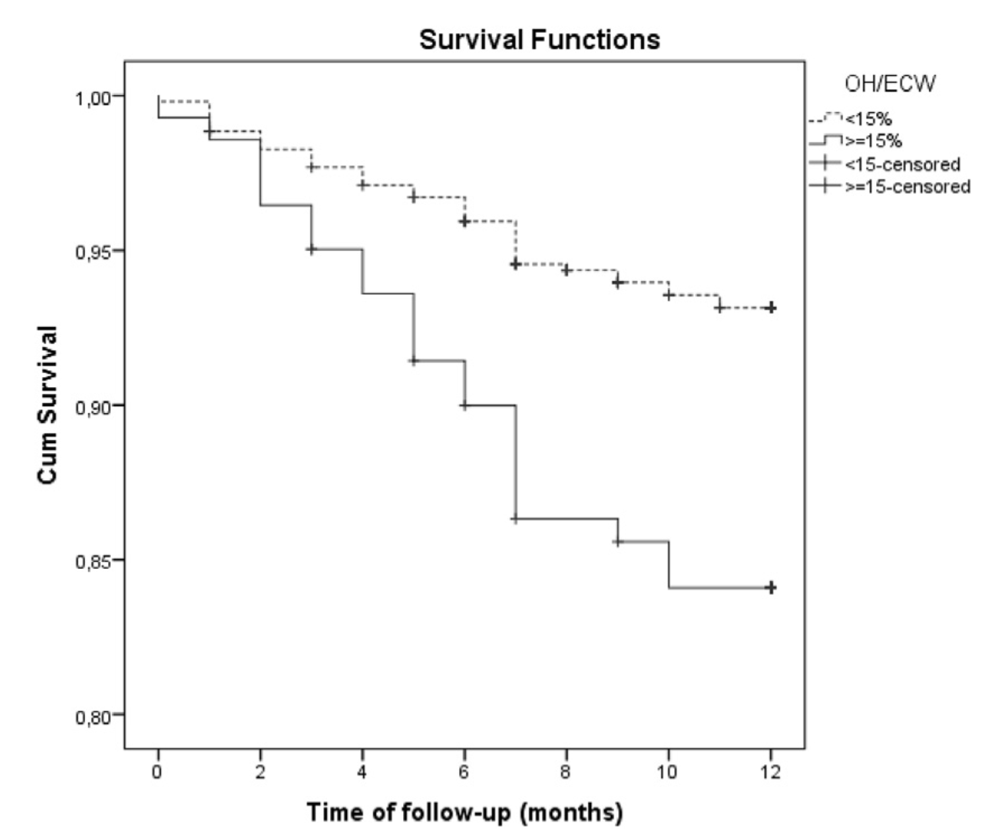 Survival Functions
OH/ECW
<15%
>=15%
<15-censored
>=15-censored
1,00
0,95
0,90
0,85
0,80
Cum Survival
0 2 4 6 8 10 12
Time of follow-up (months)